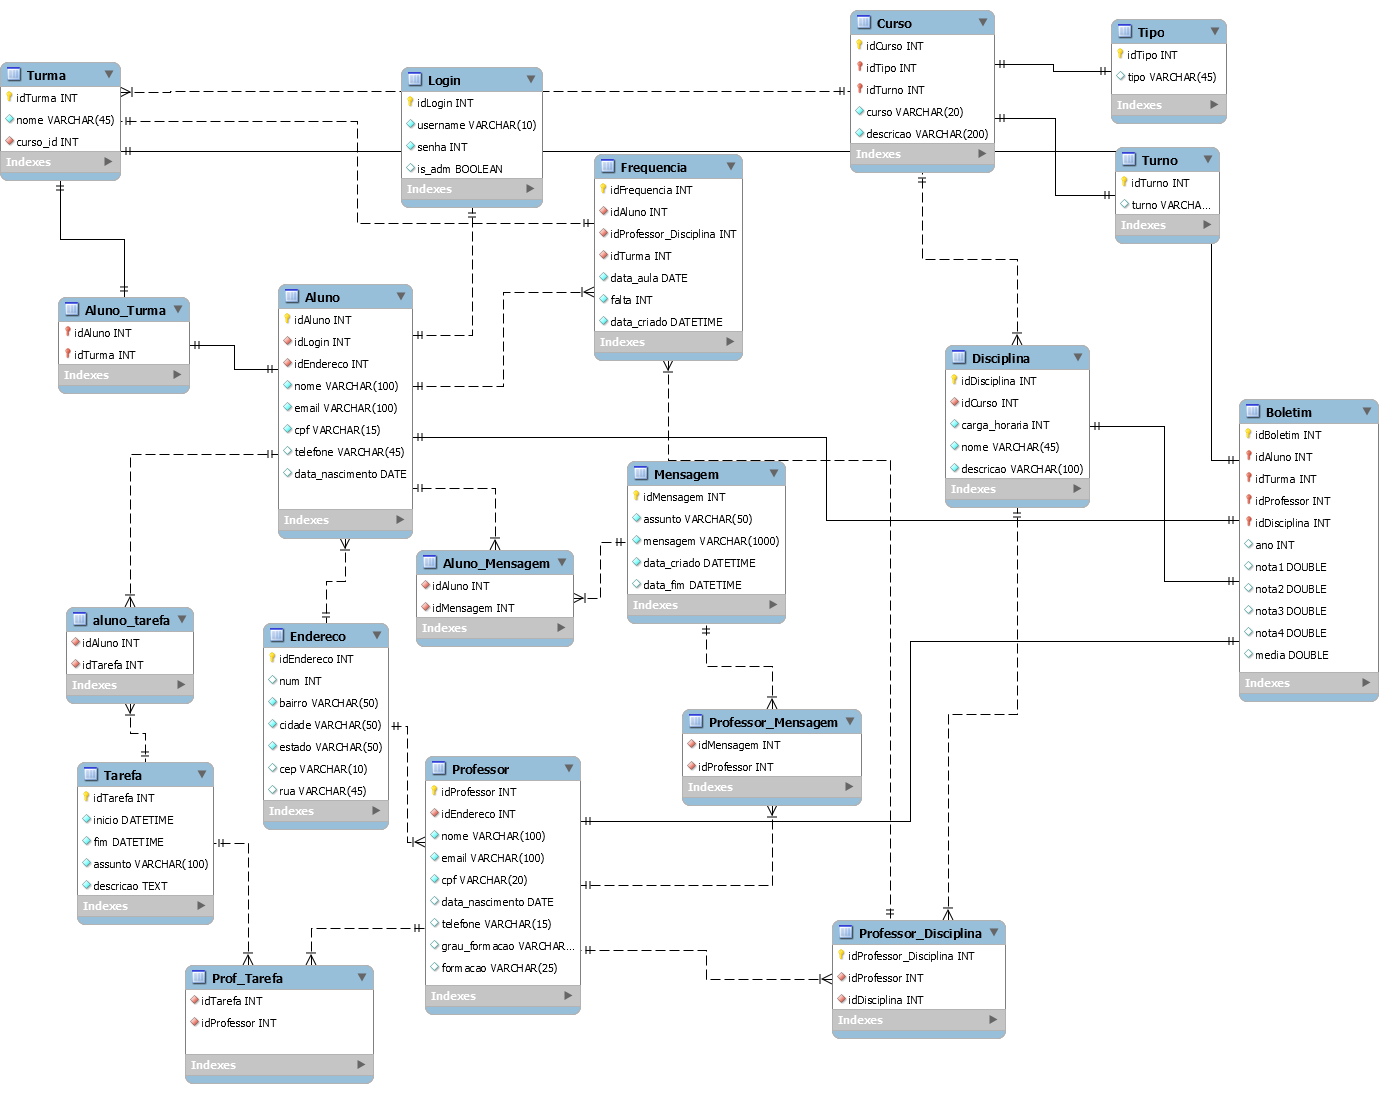 Turma
idTurma INT
nome VARCHAR(45)
curso_id INT
Indexes
Login
idLogin INT
username VARCHAR(10)
senha INT
is_adm BOOLEAN
Indexes
Curso
idCurso INT
idTipo INT
idTurno INT
curso VARCHAR(20)
descricao VARCHAR(200)
Indexes
Tipo
idTipo INT
tipo VARCHAR(45)
Indexes
Turno
idTurno INT
turno VARCHA...
Indexes
Frequencia
idFrequencia INT
idAluno INT
idProfessor_Disciplina INT
idTurma INT
data_aula DATE
falta INT
data_criado DATETIME
Indexes
Aluno_Turma
idAluno INT
idTurma INT
Indexes
Aluno
idAluno INT
idLogin INT
idEndereco INT
nome VARCHAR(100)
email VARCHAR(100)
cpf VARCHAR(15)
telefone VARCHAR(45)
data_nascimento DATE
Indexes
Disciplina
idDisciplina INT
idCurso INT
carga_horaria INT
nome VARCHAR(45)
descricao VARCHAR(100)
Indexes
Boletim
idBoletim INT
idAluno INT
idTurma INT
idProfessor INT
idDisciplina INT
ano INT
nota1 DOUBLE
nota2 DOUBLE
nota3 DOUBLE
nota4 DOUBLE
media DOUBLE
Indexes
Mensagem
idMensagem INT
assunto VARCHAR(50)
mensagem VARCHAR(1000)
data_criado DATETIME
data_fim DATETIME
Indexes
Aluno_Mensagem
idAluno INT
idMensagem INT
Indexes
aluno_tarefa
idAluno INT
idTarefa INT
Indexes
Endereco
idEndereco INT
num INT
bairro VARCHAR(50)
cidade VARCHAR(50)
estado VARCHAR(50)
cep VARCHAR(10)
rua VARCHAR(45)
Indexes
Professor_Mensagem
idMensagem INT
idProfessor INT
Indexes
Tarefa
idTarefa INT
inicio DATETIME
fim DATETIME
assunto VARCHAR(100)
descricao TEXT
Indexes
Professor
idProfessor INT
idEndereco INT
nome VARCHAR(100)
email VARCHAR(100)
cpf VARCHAR(20)
data_nascimento DATE
telefone VARCHAR(15)
grau_formacao VARCHAR...
formacao VARCHAR(25)
Indexes
Professor_Disciplina
idProfessor_Disciplina INT
idProfessor INT
idDisciplina INT
Indexes
Prof_Tarefa
idTarefa INT
idProfessor INT
Indexes